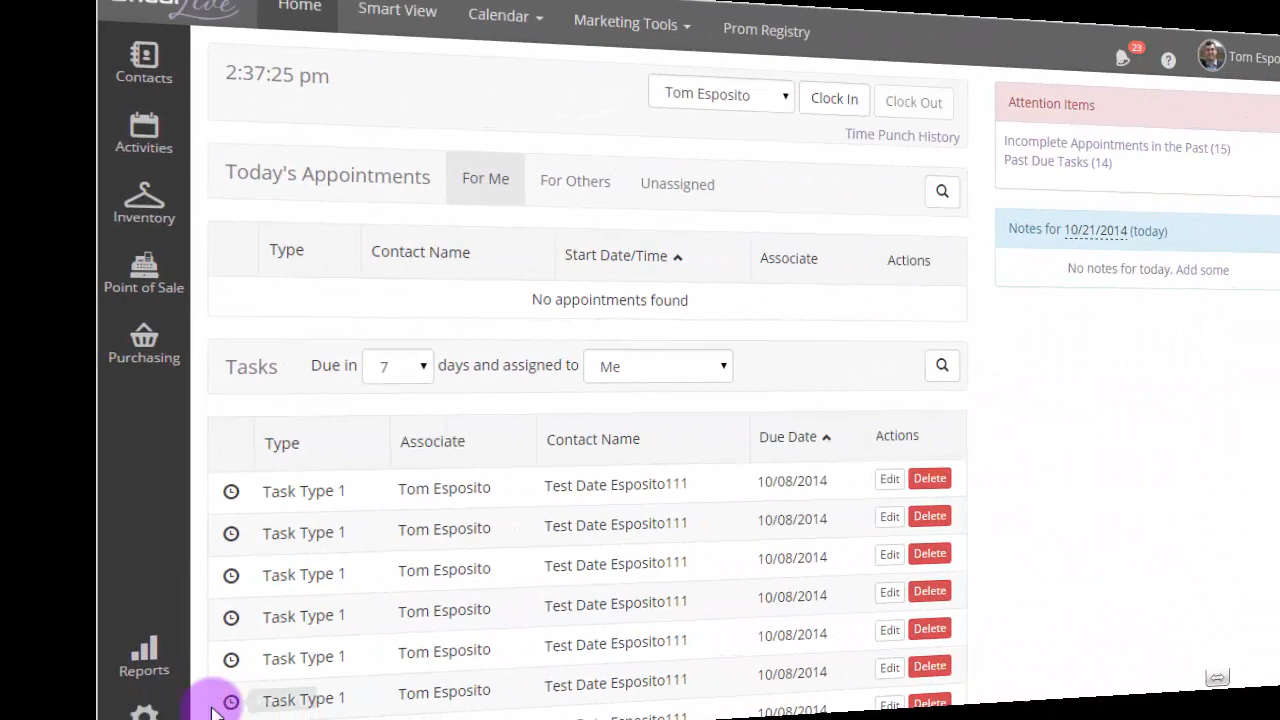 Live
Home Smart View Calendar Marketing Tools Prom Registry
23
Contacts
Activities
Inventory
Point of Sale
Purchasing
Reports
2:37:25 pm
Tom Esposito Clock In Clock Out
Time Punch History
Today's Appointments For Me For Others Unassigned
Type Contact Name Start Date/Time Associate Actions
No appointments found
Tasks Due in 7 days and assigned to Me
Type Associate Contact Name Due Date Actions
Task Type 1 Tom Esposito Test Date Esposito111 10/08/2014 Edit Delete
Task Type 1 Tom Esposito Test Date Esposito111 10/08/2014 Edit Delete
Task Type 1 Tom Esposito Test Date Esposito111 10/08/2014 Edit Delete
Task Type 1 Tom Esposito Test Date Esposito111 10/08/2014 Edit Delete
Task Type 1 Tom Esposito Test Date Esposito111 10/08/2014 Edit Delete
Task Type 1 Tom Esposito Test Date Esposito111 10/08/2014 Edit Delete
10/08/2014 Edit Delete
Tom Espo
Attention Items
Incomplete Appointments in the Past (15)
Past Due Tasks (14)
Notes for 10/21/2014 (today)
No notes for today. Add some